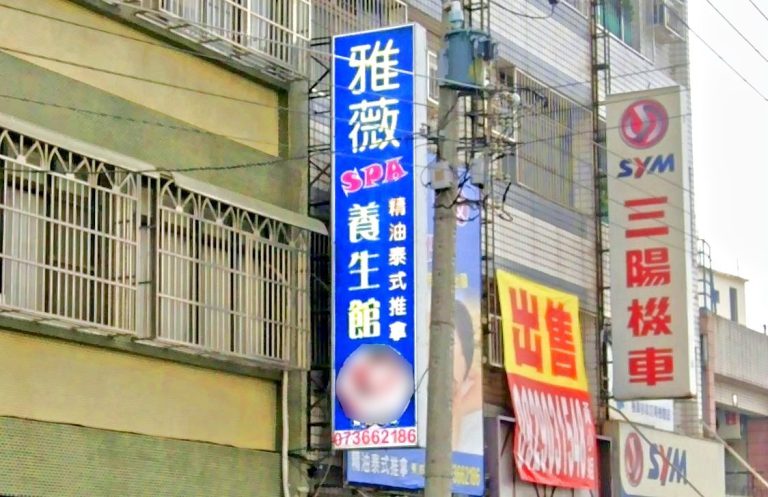 雅薇
SPA
養生館
精油泰式推拿
073662186
精油泰式推拿
3662186
出售
SYM
三陽機車
SYM